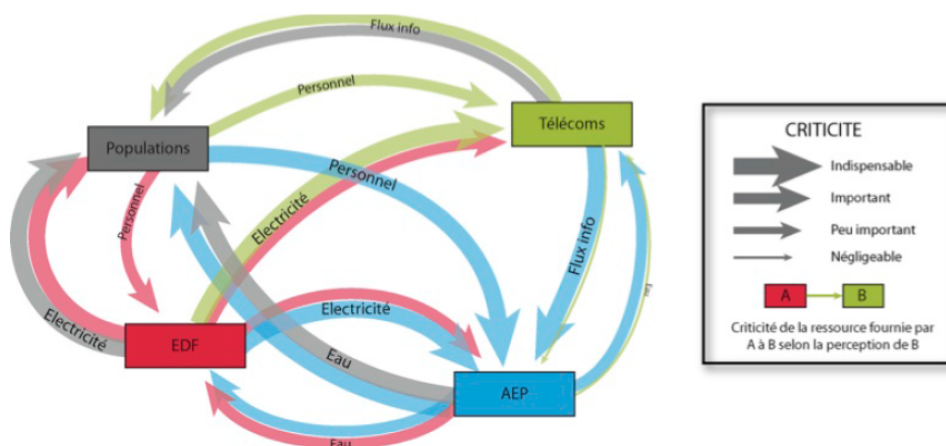 Flux info
Personnel
Télécoms
Populations
Personnel
Personnel
Electricité
Flux info
Eau
Electricité
Electricité
EDF
Eau
AEP
Eau
CRITICITE
Indispensable
Important
Peu important
Négligeable
A
B
Criticité de la ressource fournie par
A à B selon la perception de B